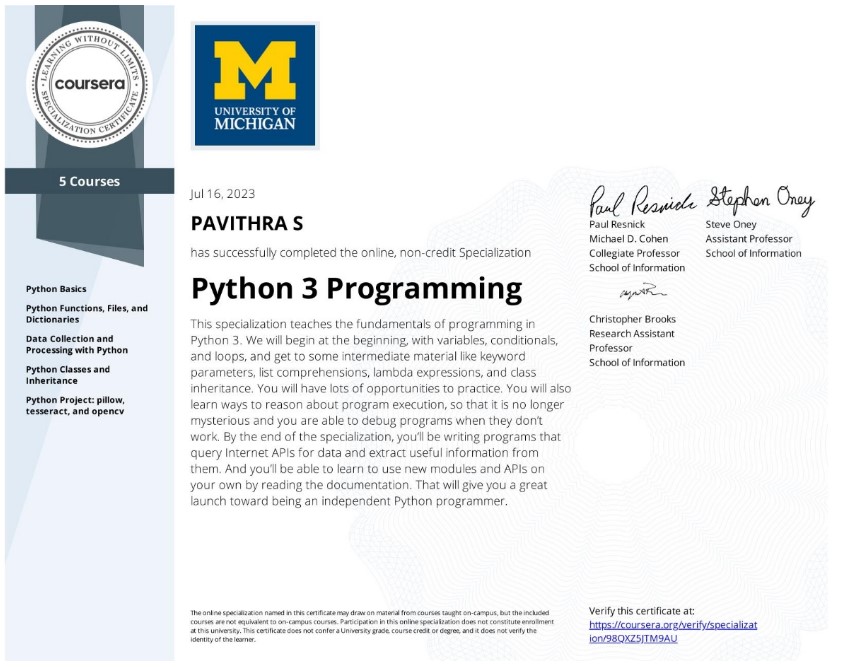 LEARNING WITHOUT LIMITS
coursera
SPECIALIZATION CERTIFICATE
5 Courses
Python Basics
Python Functions, Files, and
Dictionaries
Data Collection and
Processing with Python
Python Classes and
Inheritance
Python Project: pillow,
tesseract, and opencv
M
UNIVERSITY OF
MICHIGAN
Jul 16, 2023
PAVITHRA S
has successfully completed the online, non-credit Specialization
Python 3 Programming
This specialization teaches the fundamentals of programming in
Python 3. We will begin at the beginning, with variables, conditionals,
and loops, and get to some intermediate material like keyword
parameters, list comprehensions, lambda expressions, and class
inheritance. You will have lots of opportunities to practice. You will also
learn ways to reason about program execution, so that it is no longer
mysterious and you are able to debug programs when they don’t
work. By the end of the specialization, you’ll be writing programs that
query Internet APIs for data and extract useful information from
them. And you’ll be able to learn to use new modules and APIs on
your own by reading the documentation. That will give you a great
launch toward being an independent Python programmer.
Paul Resnick
Paul Resnick
Michael D. Cohen
Collegiate Professor
School of Information
Stephen Oney
Steve Oney
Assistant Professor
School of Information
Christopher Brooks
Research Assistant
Professor
School of Information
The online specialization named in this certificate may draw on material from courses taught on-campus, but the included
courses are not equivalent to on-campus courses. Participation in this online specialization does not constitute enrollment
at this university. This certificate does not confer a University grade, course credit or degree, and it does not verify the
identity of the learner.
Verify this certificate at:
https://coursera.org/verify/specializat
ion/98QXZ5JTM9AU